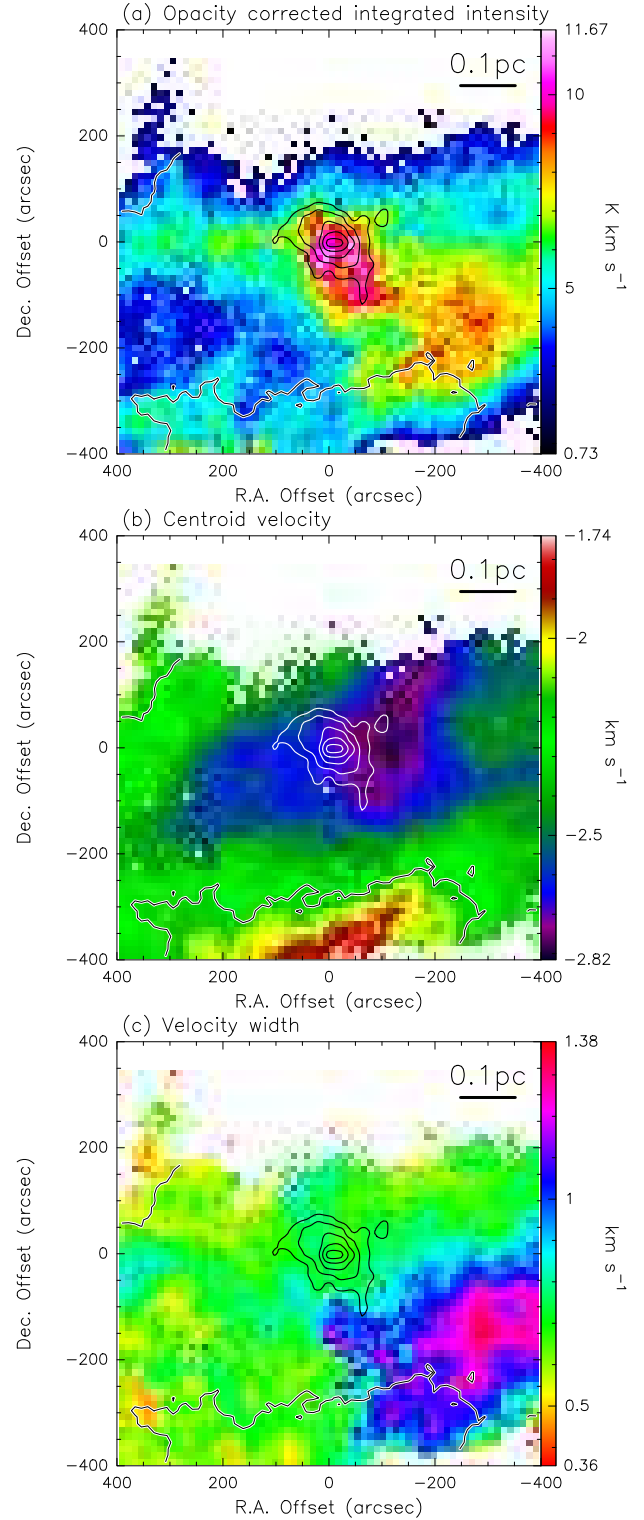 (a) Opacity corrected integrated intensity
400
200
0
−200
−400
400
200
0
−200
−400
Dec. Offset (arcsec)
R.A. Offset (arcsec)
0.1pc
11.67
10
5
0.73
K km s−1
(b) Centroid velocity
400
200
0
−200
−400
400
200
0
−200
−400
Dec. Offset (arcsec)
R.A. Offset (arcsec)
0.1pc
−1.74
−2
−2.5
−2.82
km s−1
(c) Velocity width
400
200
0
−200
−400
400
200
0
−200
−400
Dec. Offset (arcsec)
R.A. Offset (arcsec)
0.1pc
1.38
1
0.5
0.36
km s−1